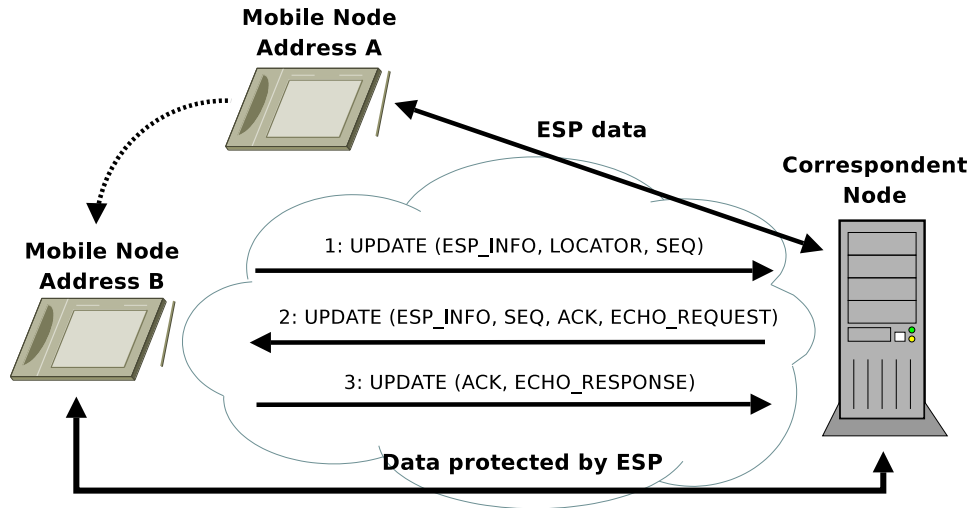 Mobile Node
Address A
ESP data
Correspondent
Node
1: UPDATE (ESP_INFO, LOCATOR, SEQ)
Mobile Node
Address B
2: UPDATE (ESP_INFO, SEQ, ACK, ECHO_REQUEST)
3: UPDATE (ACK, ECHO_RESPONSE)
Data protected by ESP